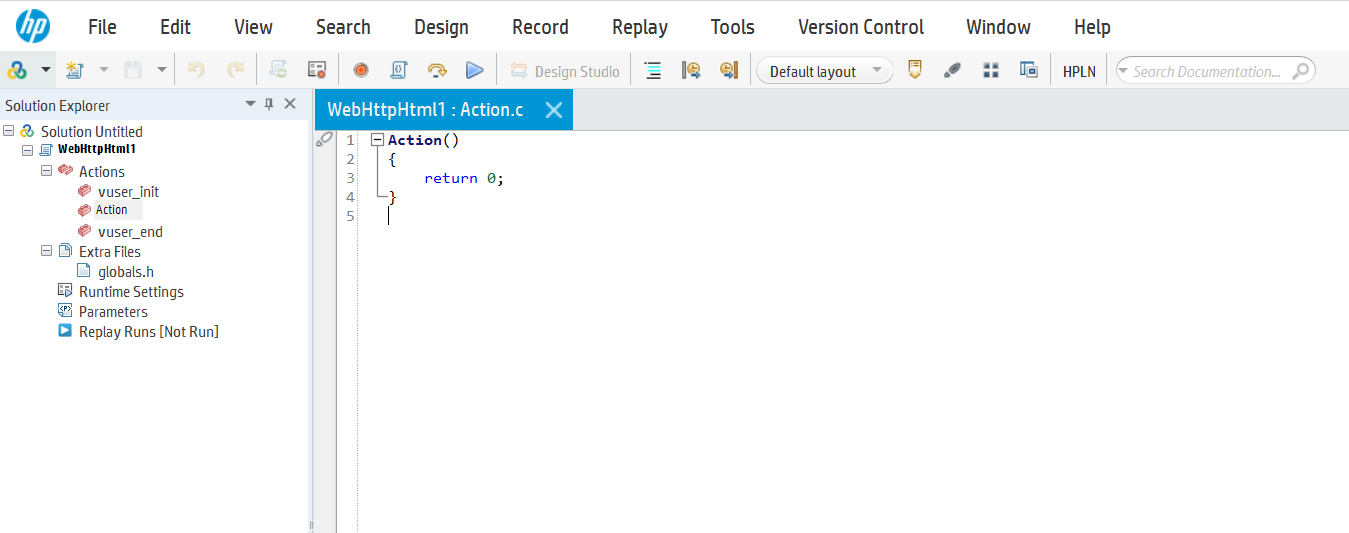 hp File Edit View Search Design Record Replay Tools Version Control Window Help
Design Studio Default layout HPLN Search Documentation...
Solution Explorer
WebHttpHtml1 : Action.c
Solution Untitled
WebHttpHtml1
Actions
vuser_init
Action
vuser_end
Extra Files
globals.h
Runtime Settings
Parameters
Replay Runs [Not Run]
1 Action()
2 {
3 return 0;
4 }
5